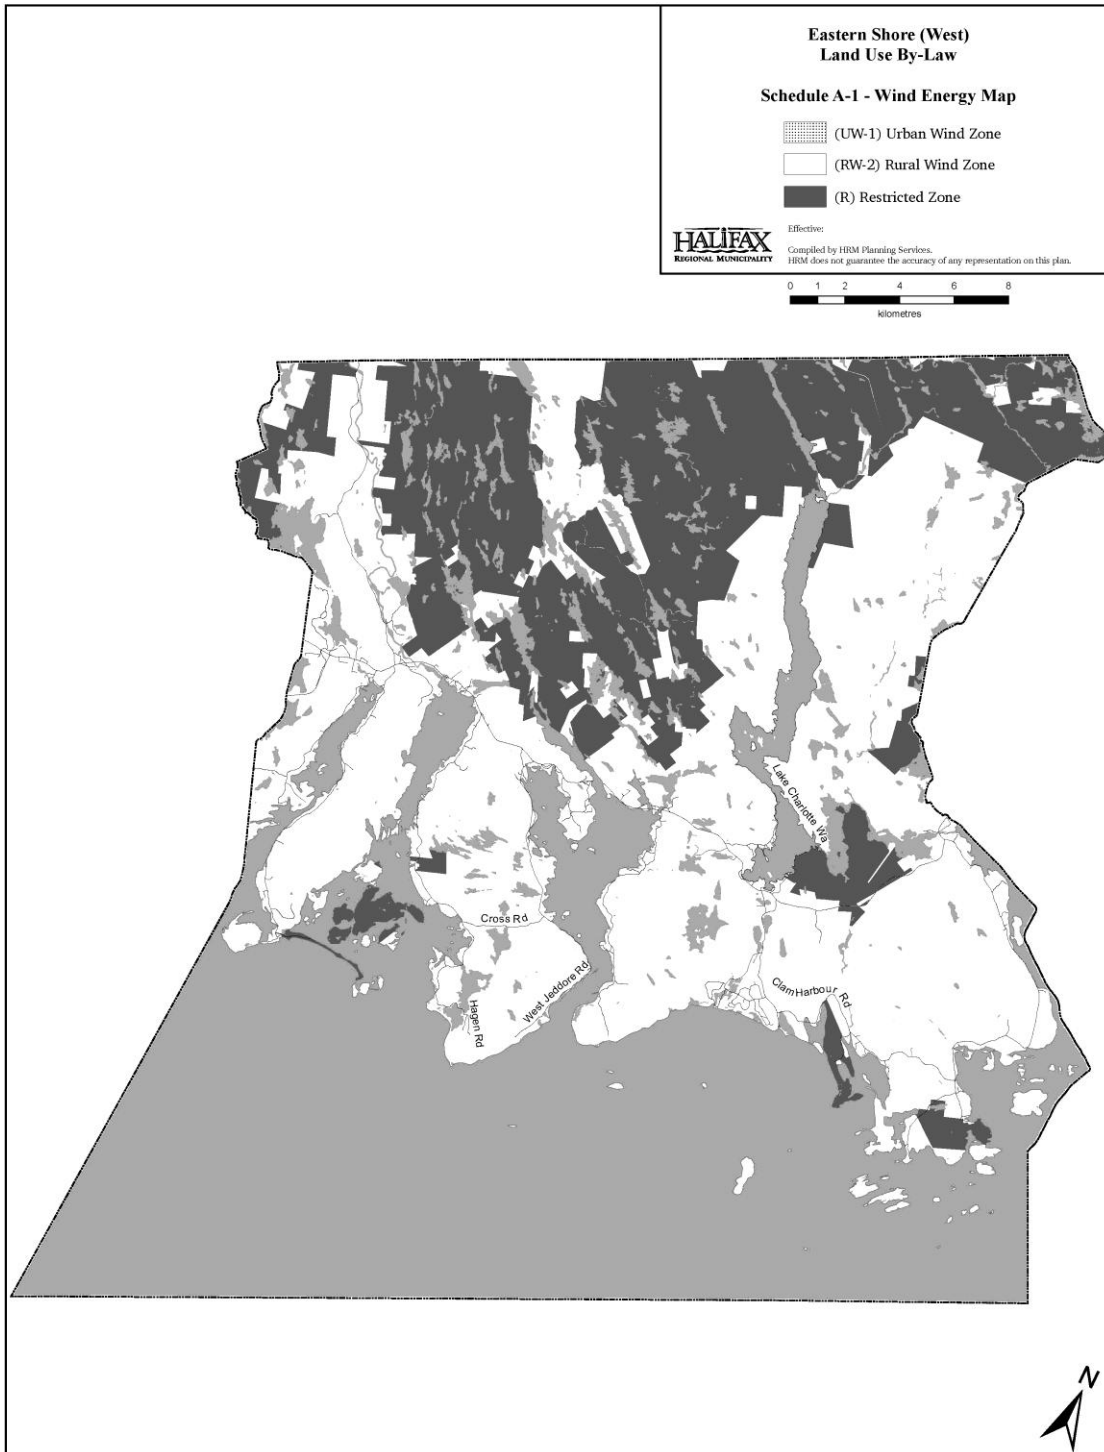 Eastern Shore (West)
Land Use By-Law
Schedule A-1 - Wind Energy Map
(UW-1) Urban Wind Zone
(RW-2) Rural Wind Zone
(R) Restricted Zone
HALIFAX
REGIONAL MUNICIPALITY
Effective:
Compiled by HRM Planning Services.
HRM does not guarantee the accuracy of any representation on this plan.
0 1 2 4 6 8
kilometres
Lake Charlotte Wa
Cross Rd
West Jeddore Rd
Hagen Rd
Clam Harbour Rd
N